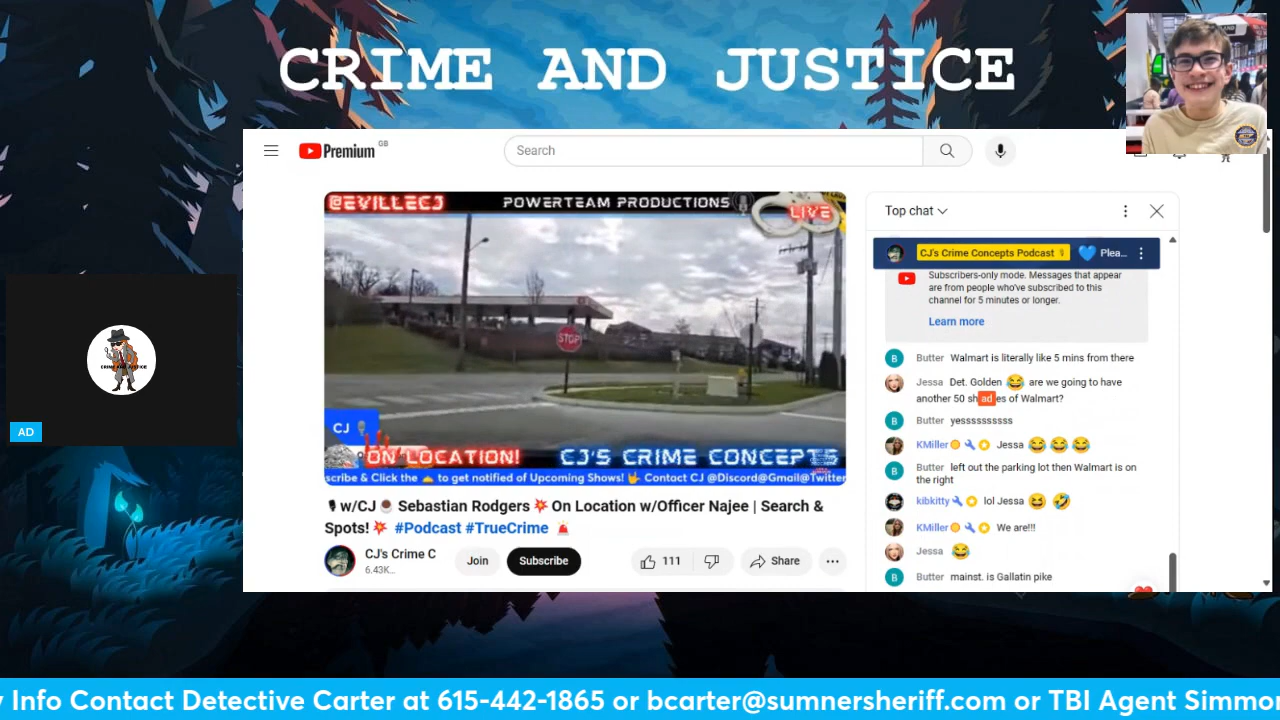 CRIME AND JUSTICE
Premium GB
Search
@EVILLECJ
POWERTEAM PRODUCTIONS
LIVE
STOP
CJ
ON LOCATION!
CJ'S CRIME CONCEPTS
scribe & Click the to get notified of Upcoming Shows! 🤟 Contact CJ @Discord@Gmail@Twitter
🎙w/CJ Sebastian Rodgers 💥 On Location w/Officer Najee | Search &
Spots! 💥 #Podcast #TrueCrime 🚨
CJ's Crime C
6.43K...
Join
Subscribe
111
Share
Top chat
CJ's Crime Concepts Podcast 🎙 💙 Plea...
Subscribers-only mode. Messages that appear
are from people who've subscribed to this
channel for 5 minutes or longer.
Learn more
B Butter Walmart is literally like 5 mins from there
Jessa Det. Golden 😂 are we going to have
another 50 sh ad es of Walmart?
B Butter yessssssssss
KMiller Jessa 😂 😂 😂
B Butter left out the parking lot then Walmart is on
the right
kibkitty lol Jessa 😆 🤣
KMiller We are!!!
Jessa 😂
B Butter mainst. is Gallatin pike
CRIME AND JUSTICE
AD
y Info Contact Detective Carter at 615-442-1865 or bcarter@sumnersheriff.com or TBI Agent Simmo